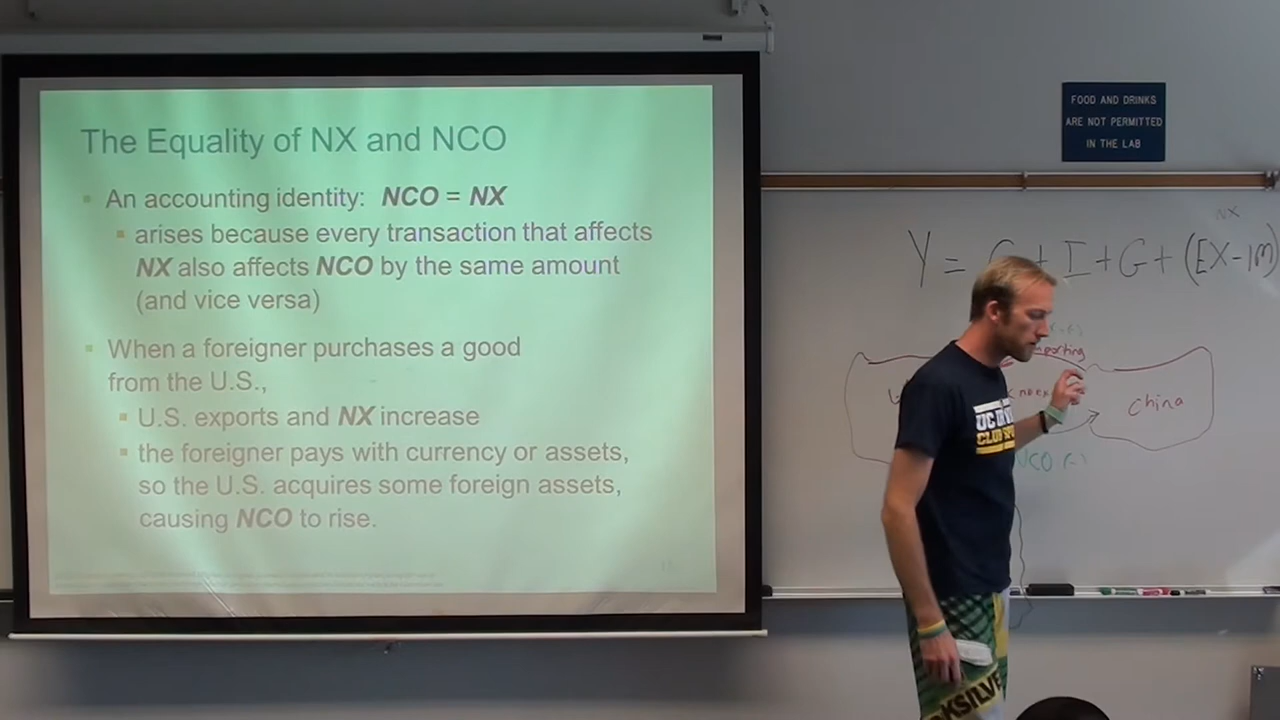 The Equality of NX and NCO
An accounting identity: NCO = NX
arises because every transaction that affects
NX also affects NCO by the same amount
(and vice versa)
When a foreigner purchases a good
from the U.S.,
U.S. exports and NX increase
the foreigner pays with currency or assets,
so the U.S. acquires some foreign assets,
causing NCO to rise.
FOOD AND DRINKS
ARE NOT PERMITTED
IN THE LAB
NX
Y = C + I + G + (EX - IM)
China
NCO (-)